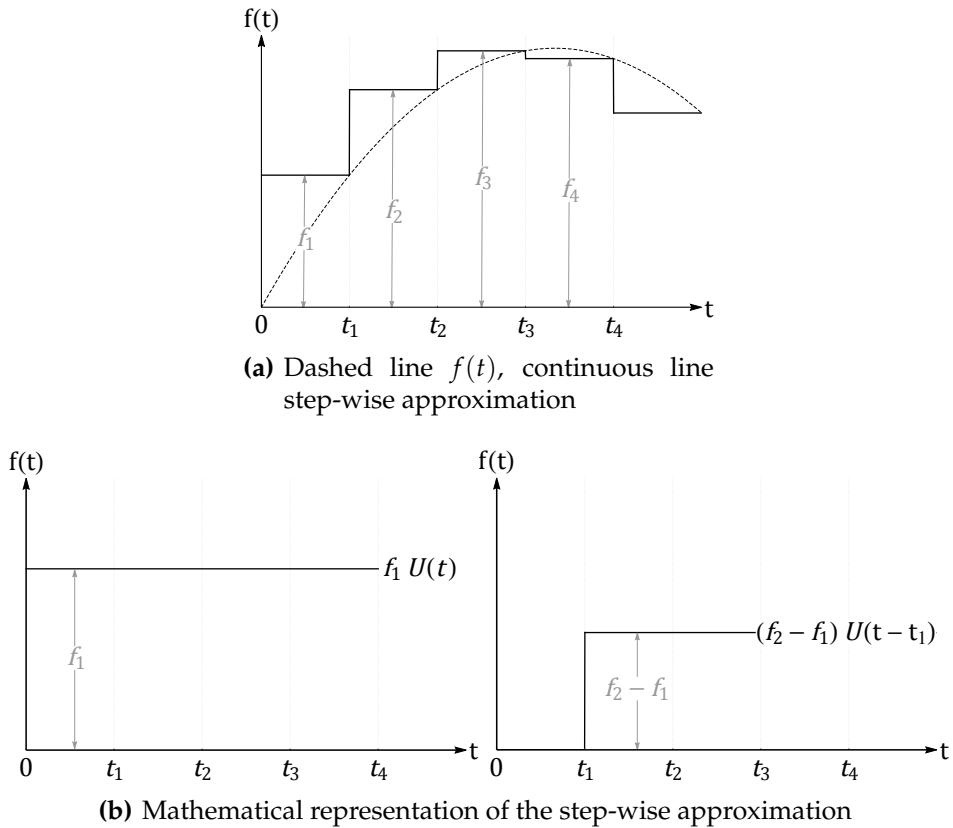 f(t)
f₁
f₂
f₃
f₄
0 t₁ t₂ t₃ t₄ t
(a) Dashed line f(t), continuous line
step-wise approximation
f(t)
f₁ U(t)
f₁
0 t₁ t₂ t₃ t₄ t
f(t)
(f₂ − f₁) U(t − t₁)
f₂ − f₁
0 t₁ t₂ t₃ t₄ t
(b) Mathematical representation of the step-wise approximation